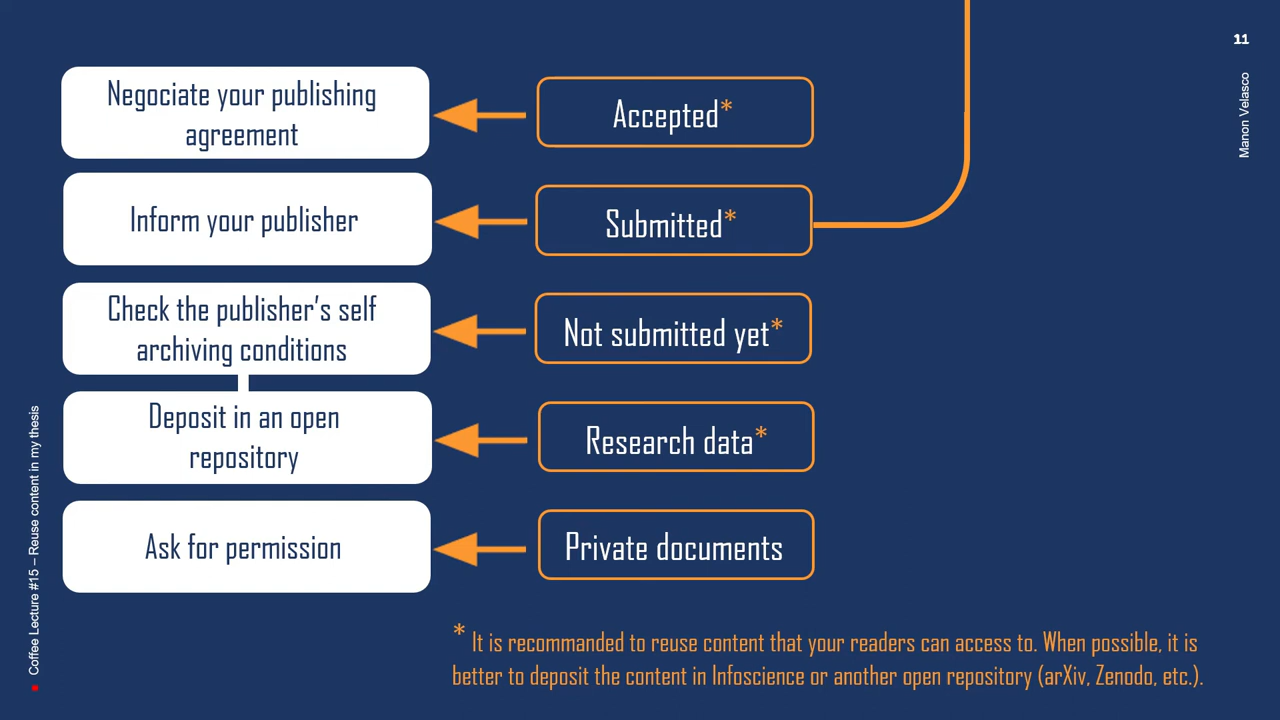 11
Manon Velasco
Negociate your publishing
agreement
Accepted*
Inform your publisher
Submitted*
Check the publisher's self
archiving conditions
Not submitted yet*
Deposit in an open
repository
Research data*
Ask for permission
Private documents
* It is recommanded to reuse content that your readers can access to. When possible, it is
better to deposit the content in Infoscience or another open repository (arXiv, Zenodo, etc.).
Coffee Lecture #15 – Reuse content in my thesis